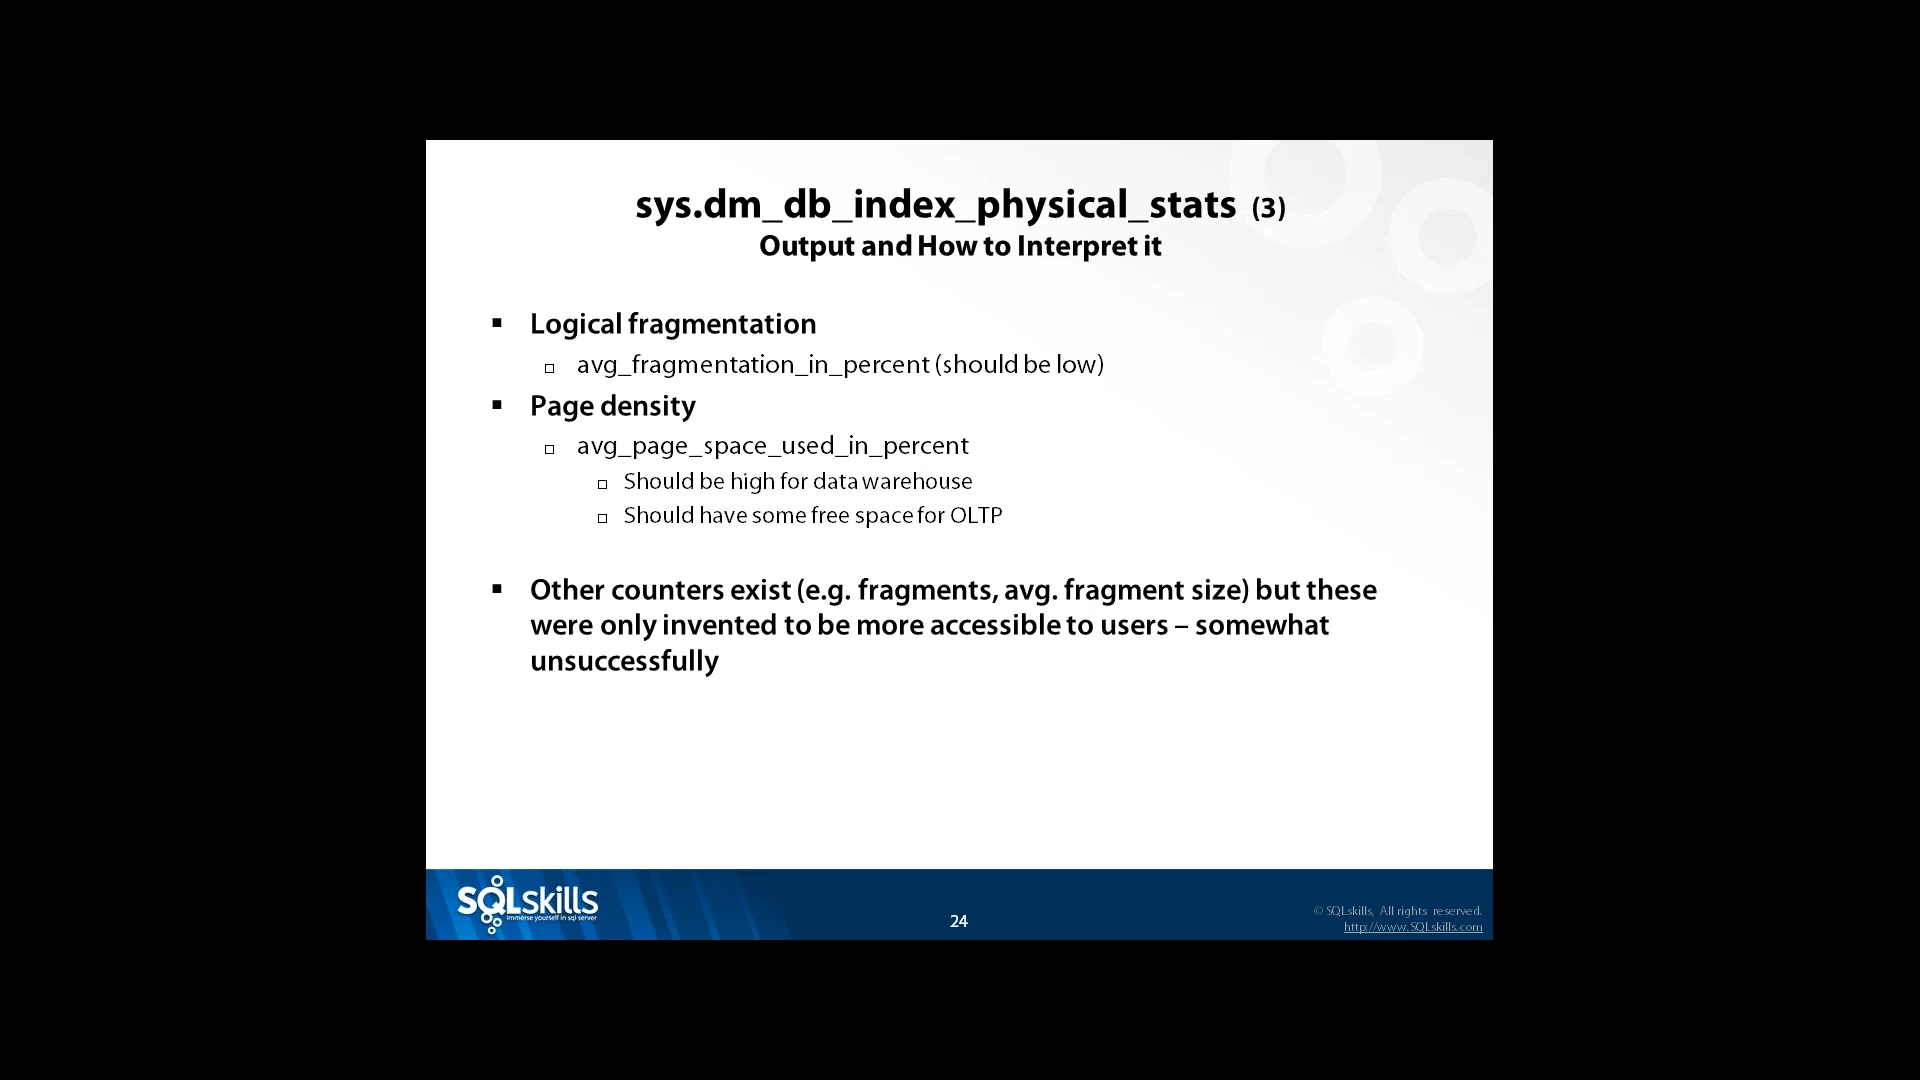 sys.dm_db_index_physical_stats (3)
Output and How to Interpret it
▪ Logical fragmentation
□ avg_fragmentation_in_percent (should be low)
▪ Page density
□ avg_page_space_used_in_percent
□ Should be high for data warehouse
□ Should have some free space for OLTP
▪ Other counters exist (e.g. fragments, avg. fragment size) but these
were only invented to be more accessible to users – somewhat
unsuccessfully
SQLskills
immerse yourself in sql server
24
© SQLskills, All rights reserved.
http://www.SQLskills.com